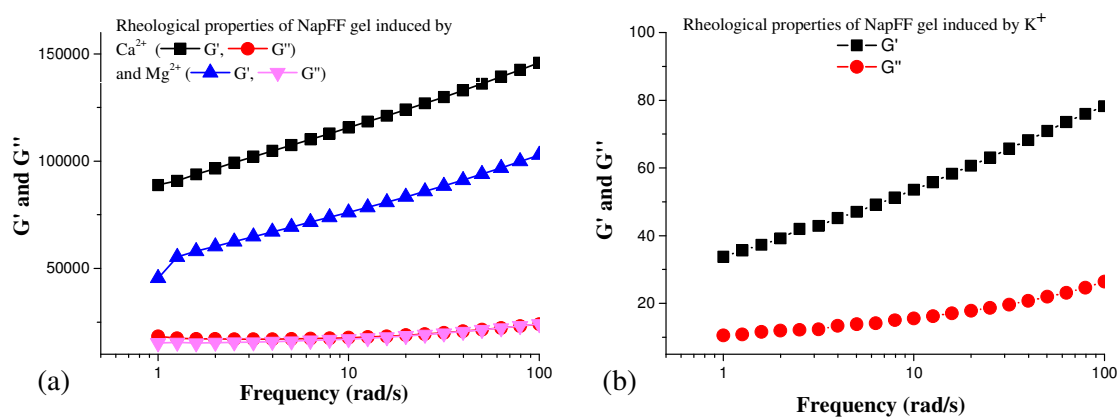 Rheological properties of NapFF gel induced by
Ca²⁺ ( G', G'')
and Mg²⁺ ( G', G'')
150000
100000
50000
G' and G''
1
10
100
Frequency (rad/s)
(a)
Rheological properties of NapFF gel induced by K⁺
G'
G''
100
80
60
40
20
G' and G''
1
10
100
Frequency (rad/s)
(b)